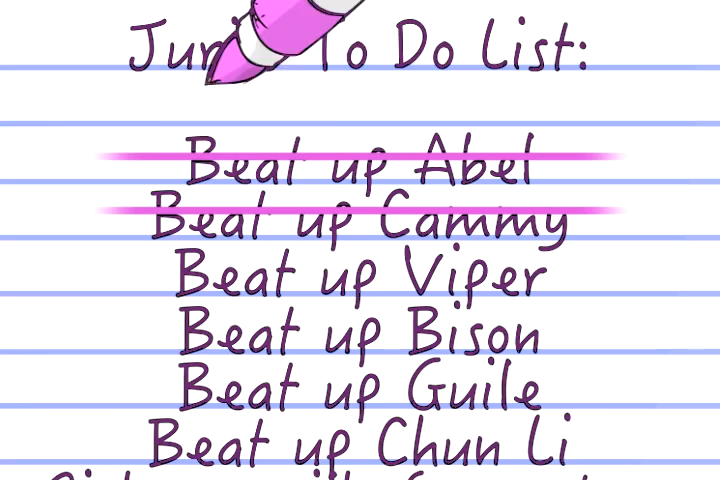 To Do List:
Beat up Abel
Beat up Cammy
Beat up Viper
Beat up Bison
Beat up Guile
Beat up Chun Li